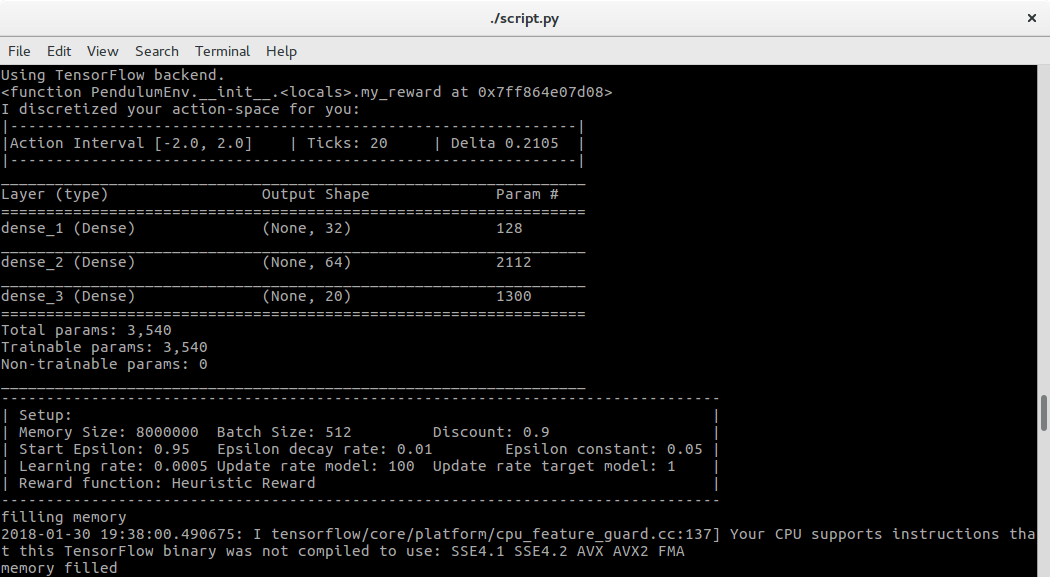 ./script.py
File Edit View Search Terminal Help
Using TensorFlow backend.
<function PendulumEnv.__init__.<locals>.my_reward at 0x7ff864e07d08>
I discretized your action-space for you:
|---------------------------------------------------------------|
|Action Interval [-2.0, 2.0]    | Ticks: 20     | Delta 0.2105  |
|---------------------------------------------------------------|
_________________________________________________________________
Layer (type)                 Output Shape              Param #
=================================================================
dense_1 (Dense)              (None, 32)                128
_________________________________________________________________
dense_2 (Dense)              (None, 64)                2112
_________________________________________________________________
dense_3 (Dense)              (None, 20)                1300
=================================================================
Total params: 3,540
Trainable params: 3,540
Non-trainable params: 0
_________________________________________________________________
--------------------------------------------------------------------------------
| Setup:                                                                       |
| Memory Size: 8000000  Batch Size: 512         Discount: 0.9                  |
| Start Epsilon: 0.95   Epsilon decay rate: 0.01        Epsilon constant: 0.05 |
| Learning rate: 0.0005 Update rate model: 100  Update rate target model: 1    |
| Reward function: Heuristic Reward                                            |
--------------------------------------------------------------------------------
filling memory
2018-01-30 19:38:00.490675: I tensorflow/core/platform/cpu_feature_guard.cc:137] Your CPU supports instructions tha
t this TensorFlow binary was not compiled to use: SSE4.1 SSE4.2 AVX AVX2 FMA
memory filled